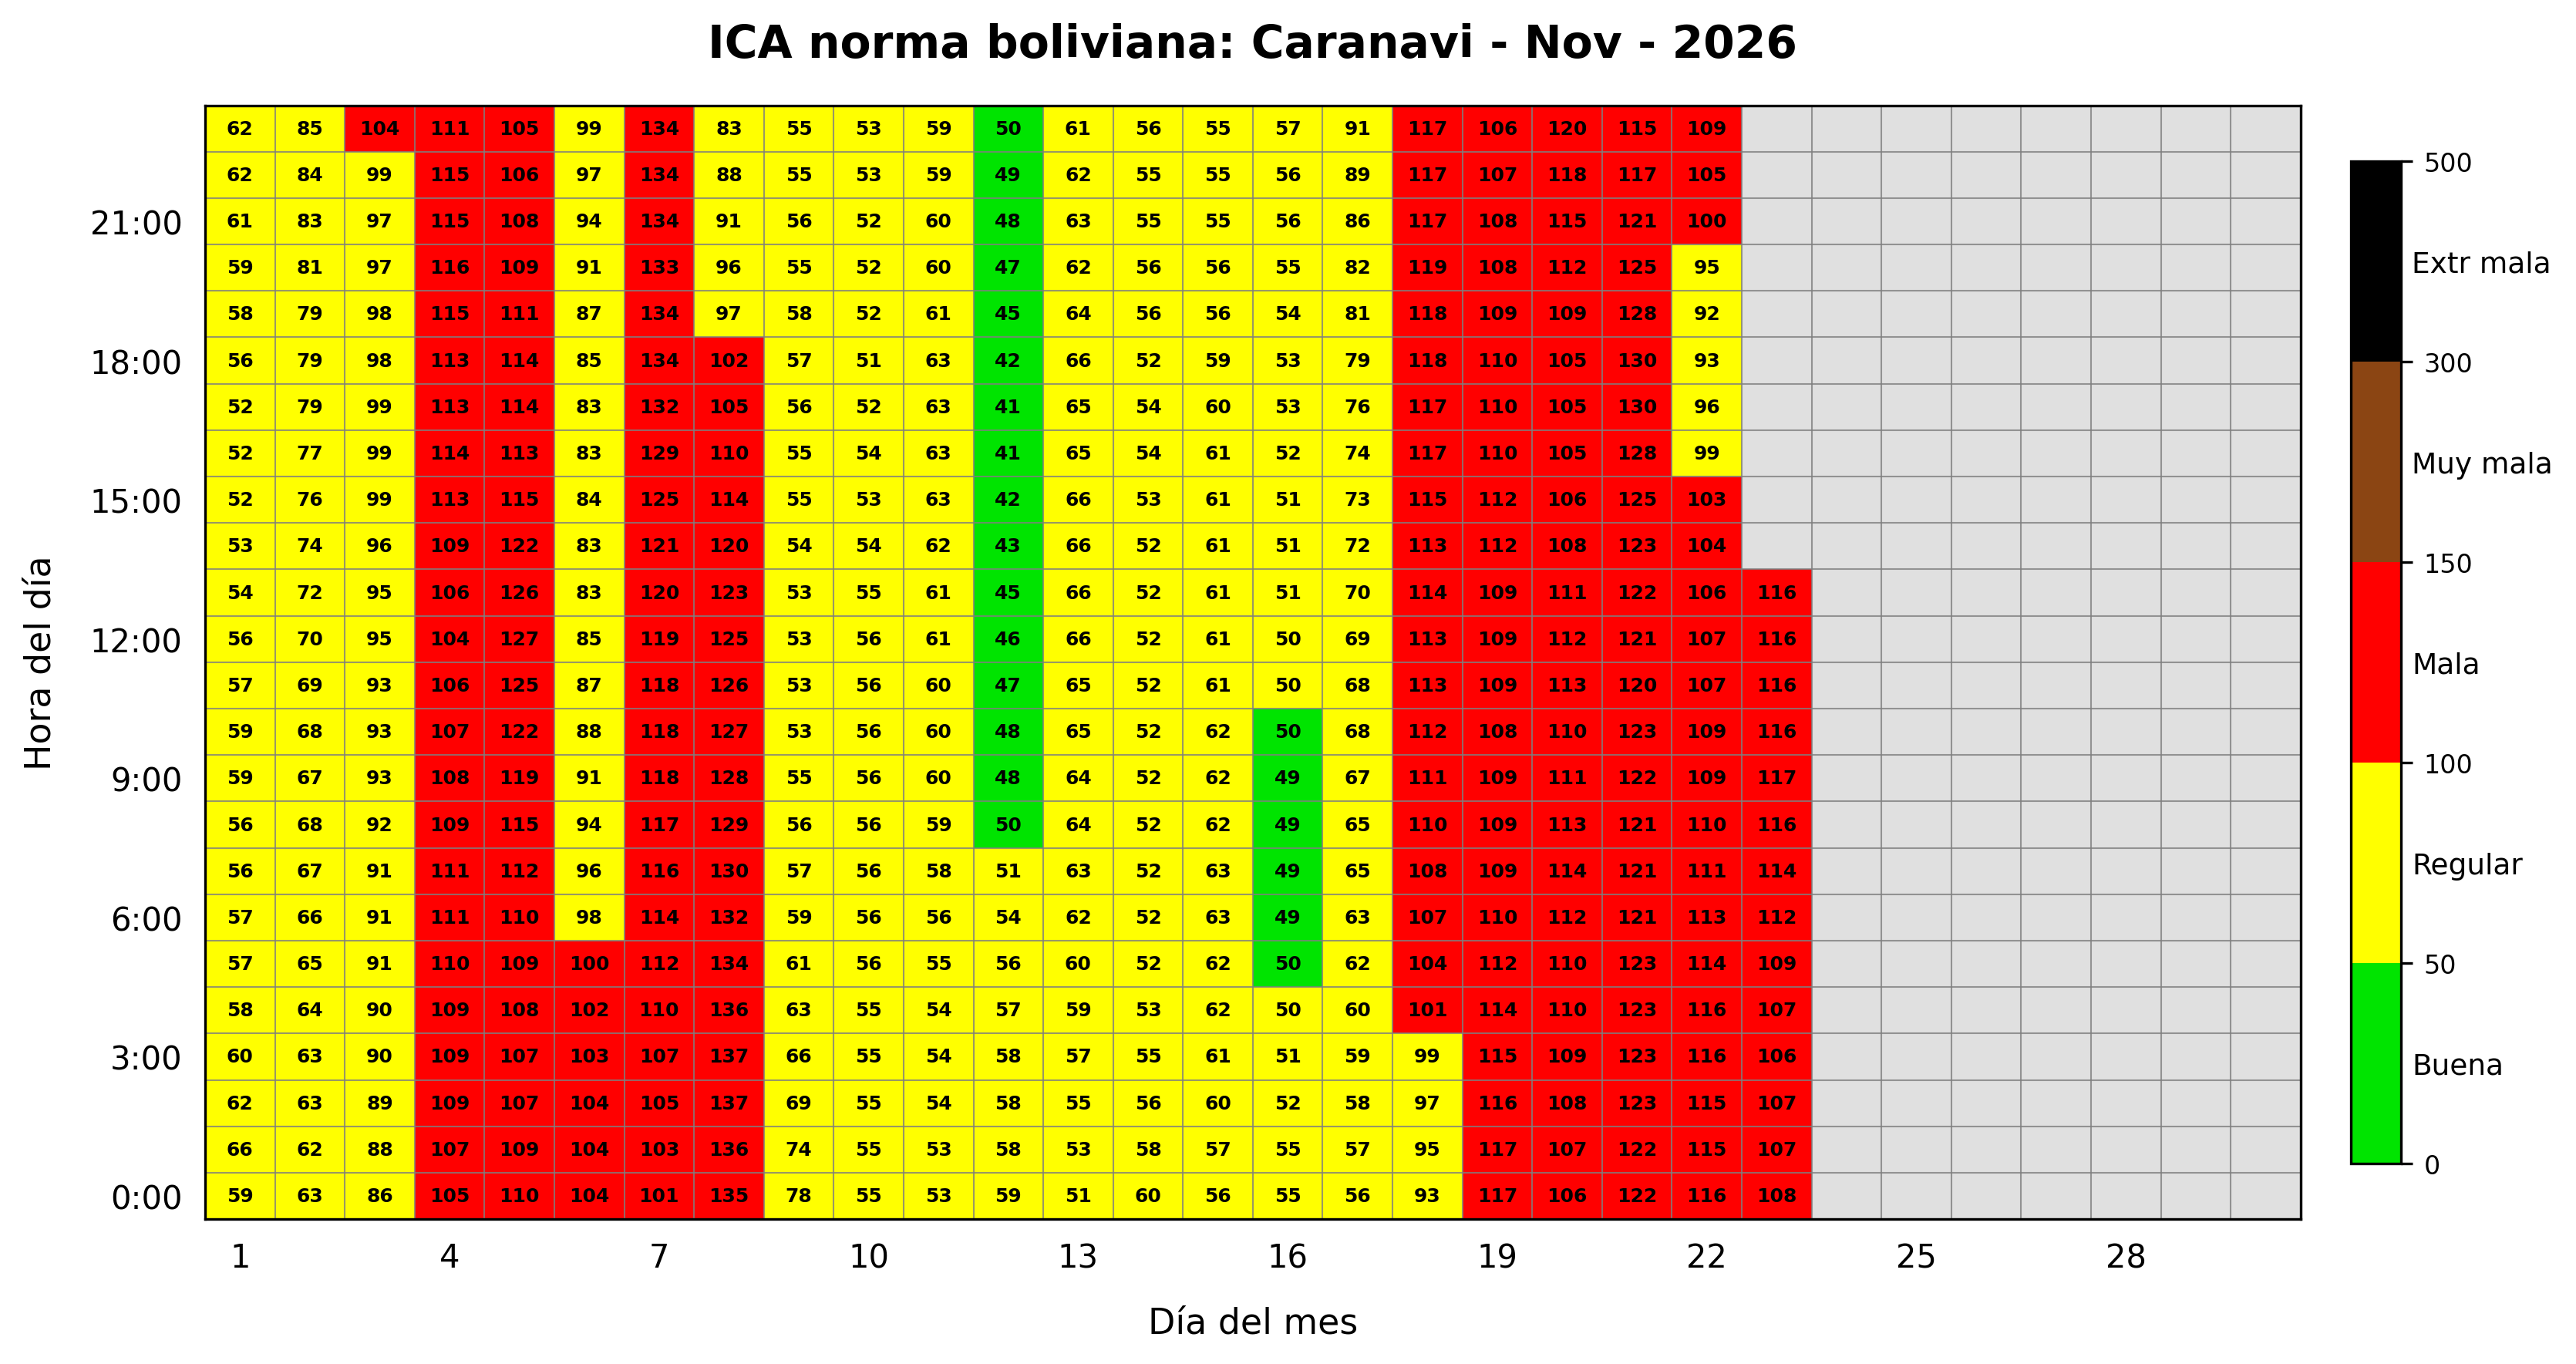 ICA norma boliviana: Caranavi - Nov - 2026
62 85 104 111 105 99 134 83 55 53 59 50 61 56 55 57 91 117 106 120 115 109
62 84 99 115 106 97 134 88 55 53 59 49 62 55 55 56 89 117 107 118 117 105
21:00 61 83 97 115 108 94 134 91 56 52 60 48 63 55 55 56 86 117 108 115 121 100
59 81 97 116 109 91 133 96 55 52 60 47 62 56 56 55 82 119 108 112 125 95
58 79 98 115 111 87 134 97 58 52 61 45 64 56 56 54 81 118 109 109 128 92
18:00 56 79 98 113 114 85 134 102 57 51 63 42 66 52 59 53 79 118 110 105 130 93
52 79 99 113 114 83 132 105 56 52 63 41 65 54 60 53 76 117 110 105 130 96
52 77 99 114 113 83 129 110 55 54 63 41 65 54 61 52 74 117 110 105 128 99
15:00 52 76 99 113 115 84 125 114 55 53 63 42 66 53 61 51 73 115 112 106 125 103
53 74 96 109 122 83 121 120 54 54 62 43 66 52 61 51 72 113 112 108 123 104
54 72 95 106 126 83 120 123 53 55 61 45 66 52 61 51 70 114 109 111 122 106 116
12:00 56 70 95 104 127 85 119 125 53 56 61 46 66 52 61 50 69 113 109 112 121 107 116
57 69 93 106 125 87 118 126 53 56 60 47 65 52 61 50 68 113 109 113 120 107 116
59 68 93 107 122 88 118 127 53 56 60 48 65 52 62 50 68 112 108 110 123 109 116
9:00 59 67 93 108 119 91 118 128 55 56 60 48 64 52 62 49 67 111 109 111 122 109 117
56 68 92 109 115 94 117 129 56 56 59 50 64 52 62 49 65 110 109 113 121 110 116
56 67 91 111 112 96 116 130 57 56 58 51 63 52 63 49 65 108 109 114 121 111 114
6:00 57 66 91 111 110 98 114 132 59 56 56 54 62 52 63 49 63 107 110 112 121 113 112
57 65 91 110 109 100 112 134 61 56 55 56 60 52 62 50 62 104 112 110 123 114 109
58 64 90 109 108 102 110 136 63 55 54 57 59 53 62 50 60 101 114 110 123 116 107
3:00 60 63 90 109 107 103 107 137 66 55 54 58 57 55 61 51 59 99 115 109 123 116 106
62 63 89 109 107 104 105 137 69 55 54 58 55 56 60 52 58 97 116 108 123 115 107
66 62 88 107 109 104 103 136 74 55 53 58 53 58 57 55 57 95 117 107 122 115 107
0:00 59 63 86 105 110 104 101 135 78 55 53 59 51 60 56 55 56 93 117 106 122 116 108
1 4 7 10 13 16 19 22 25 28
Día del mes
Hora del día
500
Extr mala
300
Muy mala
150
Mala
100
Regular
50
Buena
0